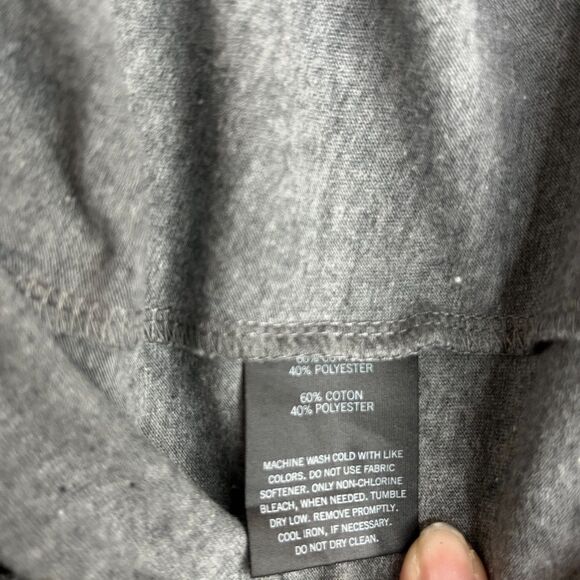 40% POLYESTER
60% COTON
40% POLYESTER
MACHINE WASH COLD WITH LIKE
COLORS. DO NOT USE FABRIC
SOFTENER. ONLY NON-CHLORINE
BLEACH, WHEN NEEDED. TUMBLE
DRY LOW. REMOVE PROMPTLY.
COOL IRON, IF NECESSARY.
DO NOT DRY CLEAN.